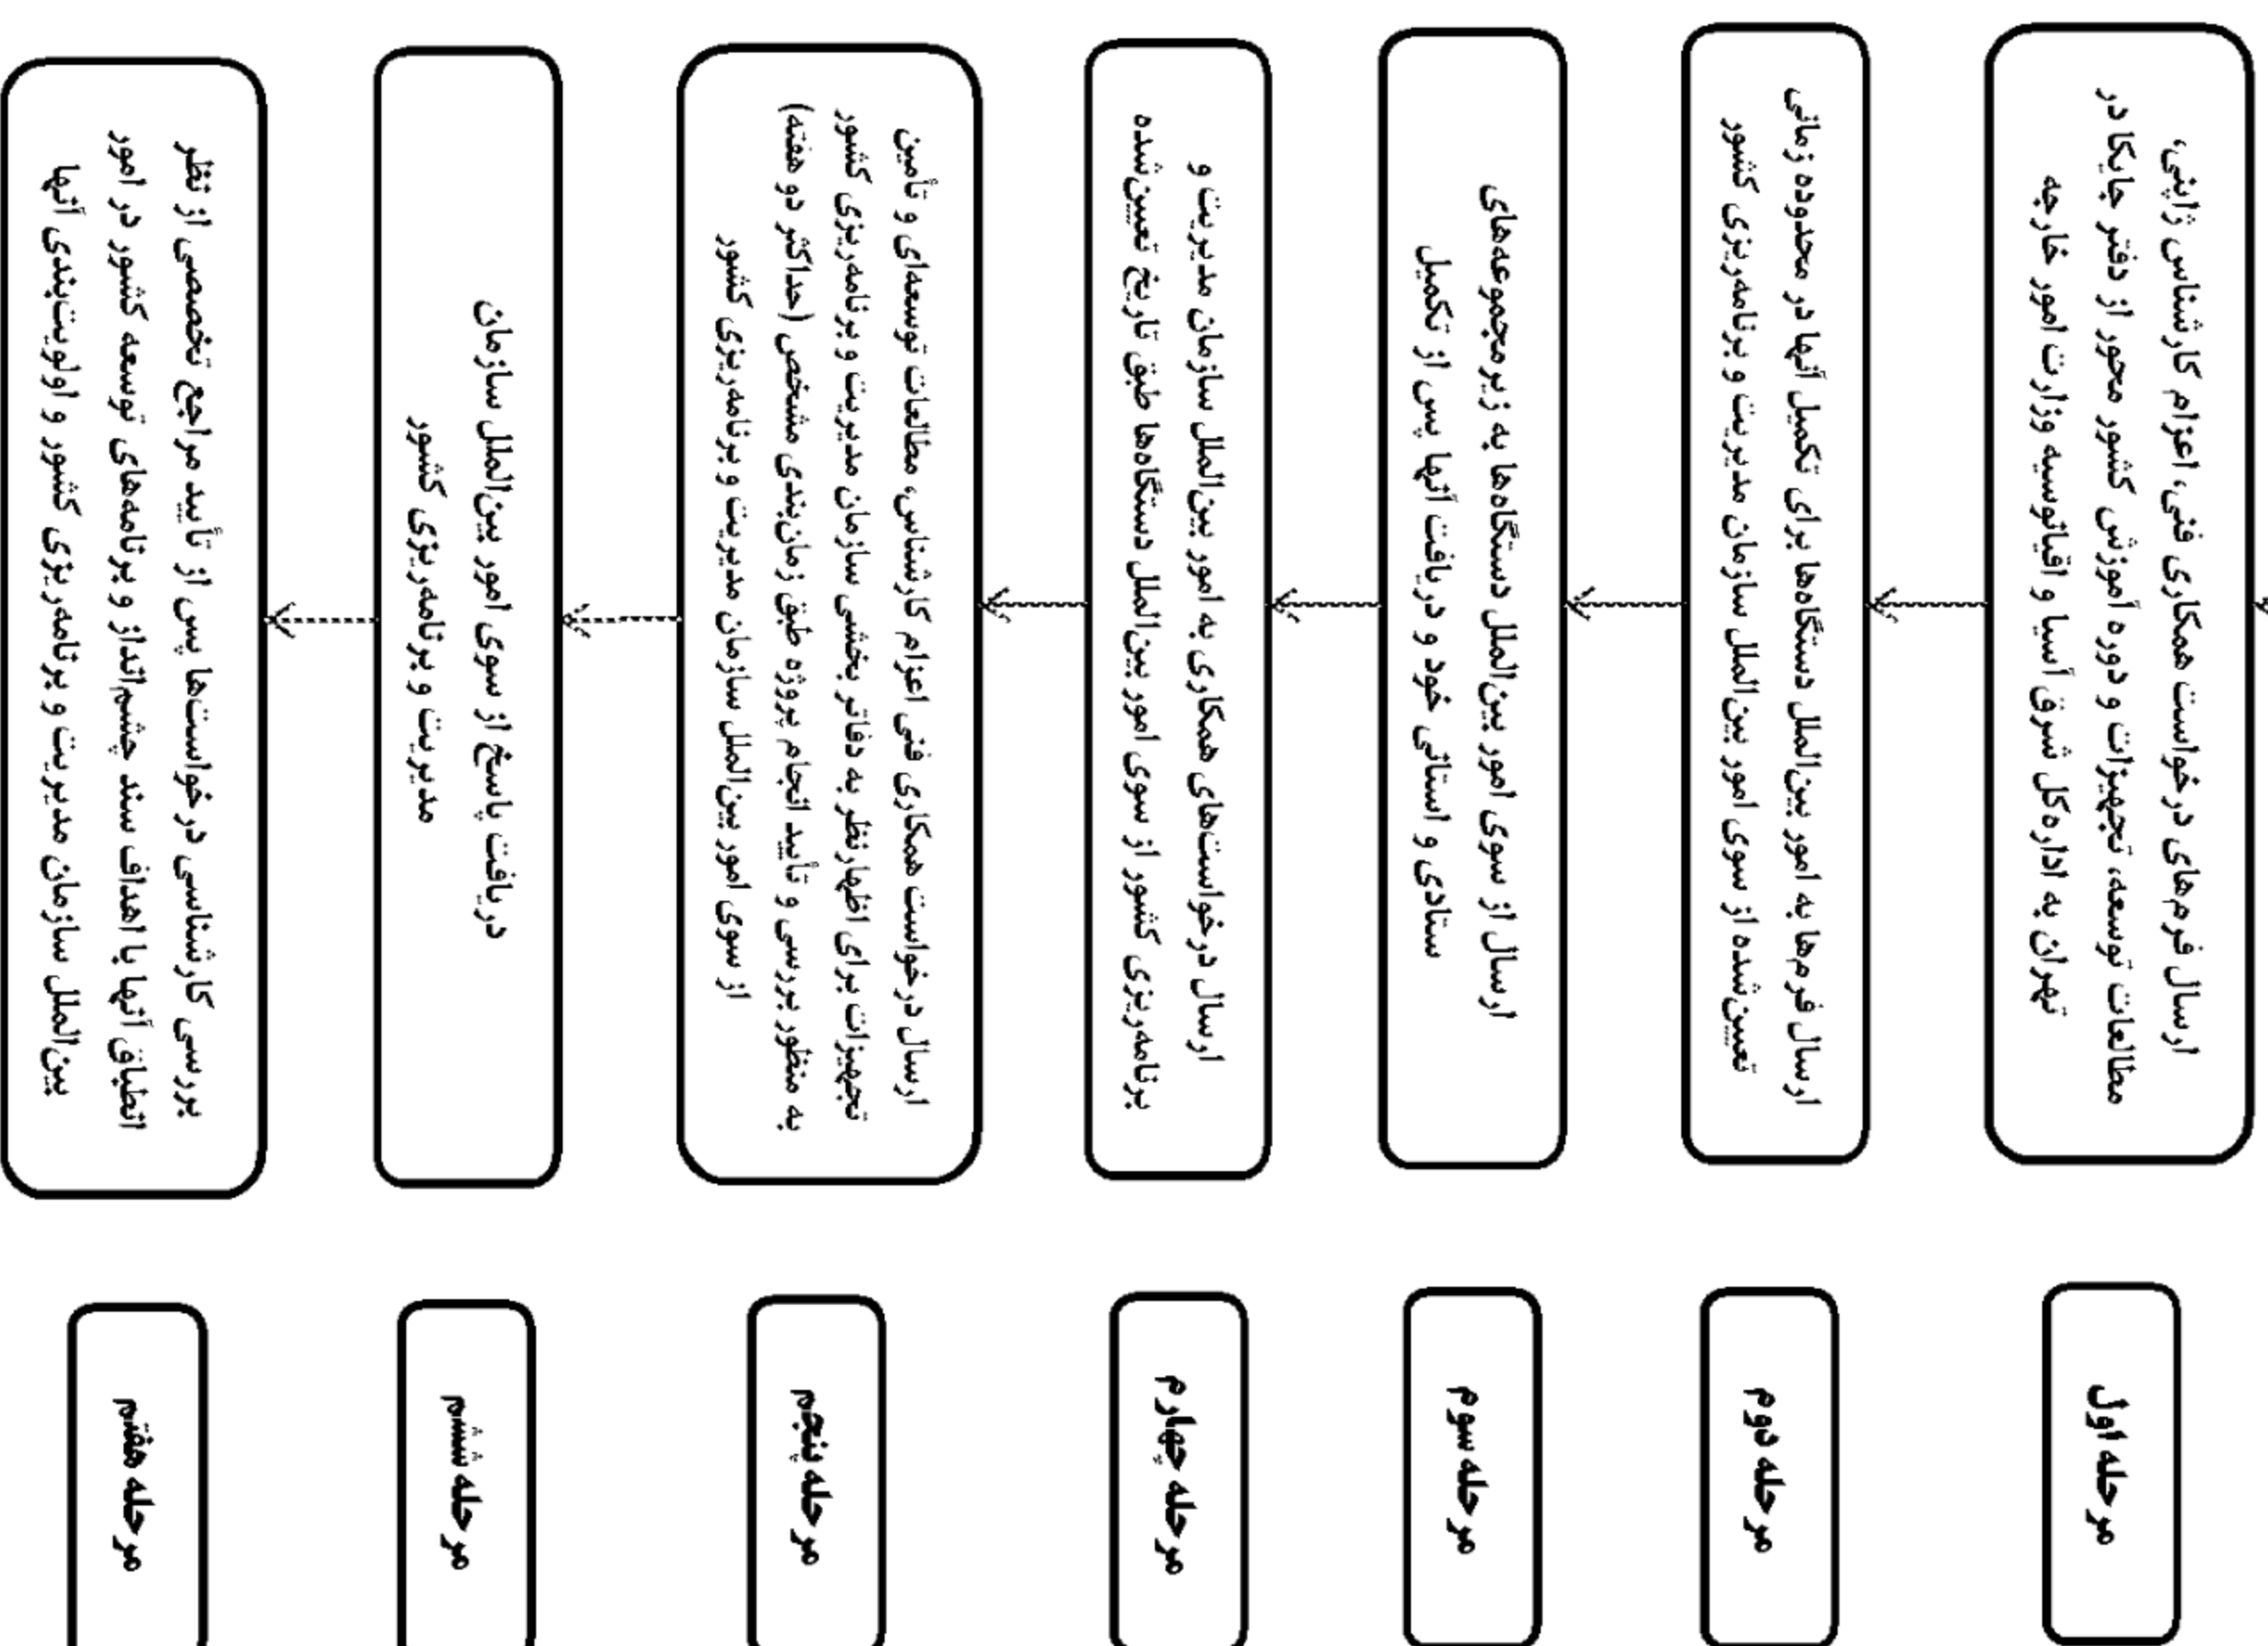 مرحله اول
ارسال فرم‌های درخواست همکاری فنی، اعزام کارشناس ژاپنی،
مطالعات توسعه، تجهیزات و دوره آموزش کشور محور از دفتر جایکا در
تهران به اداره‌کل شرق آسیا و اقیانوسیه وزارت امور خارجه
مرحله دوم
ارسال فرم‌ها به امور بین‌الملل دستگاه‌ها برای تکمیل آنها در محدوده زمانی
تعیین‌شده از سوی امور بین‌الملل سازمان مدیریت و برنامه‌ریزی کشور
مرحله سوم
ارسال از سوی امور بین‌الملل دستگاه‌ها به زیرمجموعه‌های
ستادی و استانی خود و دریافت آنها پس از تکمیل
مرحله چهارم
ارسال درخواست‌های همکاری به امور بین‌الملل سازمان مدیریت و
برنامه‌ریزی کشور از سوی امور بین‌الملل دستگاه‌ها طبق تاریخ تعیین‌شده
مرحله پنجم
ارسال درخواست همکاری فنی اعزام کارشناس، مطالعات توسعه‌ای و تأمین
تجهیزات برای اظهارنظر به دفاتر بخشی سازمان مدیریت و برنامه‌ریزی کشور
به منظور بررسی و تأیید انجام پروژه طبق زمان‌بندی مشخص (حداکثر دو هفته)
از سوی امور بین‌الملل سازمان مدیریت و برنامه‌ریزی کشور
مرحله ششم
دریافت پاسخ از سوی امور بین‌الملل سازمان
مدیریت و برنامه‌ریزی کشور
مرحله هفتم
بررسی کارشناسی درخواست‌ها پس از تأیید مراجع تخصصی از نظر
انطباق آنها با اهداف سند چشم‌انداز و برنامه‌های توسعه کشور در امور
بین‌الملل سازمان مدیریت و برنامه‌ریزی کشور و اولویت‌بندی آنها